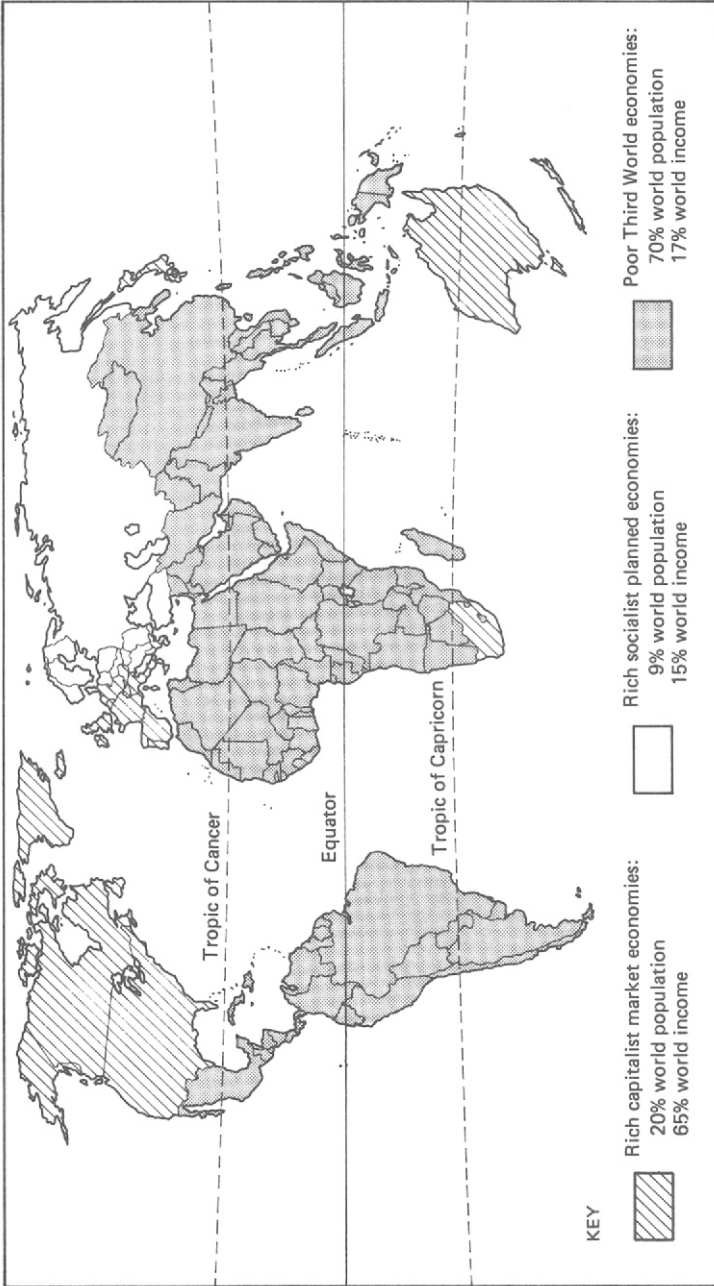 Tropic of Cancer
Equator
Tropic of Capricorn
KEY
Rich capitalist market economies:
20% world population
65% world income
Rich socialist planned economies:
9% world population
15% world income
Poor Third World economies:
70% world population
17% world income